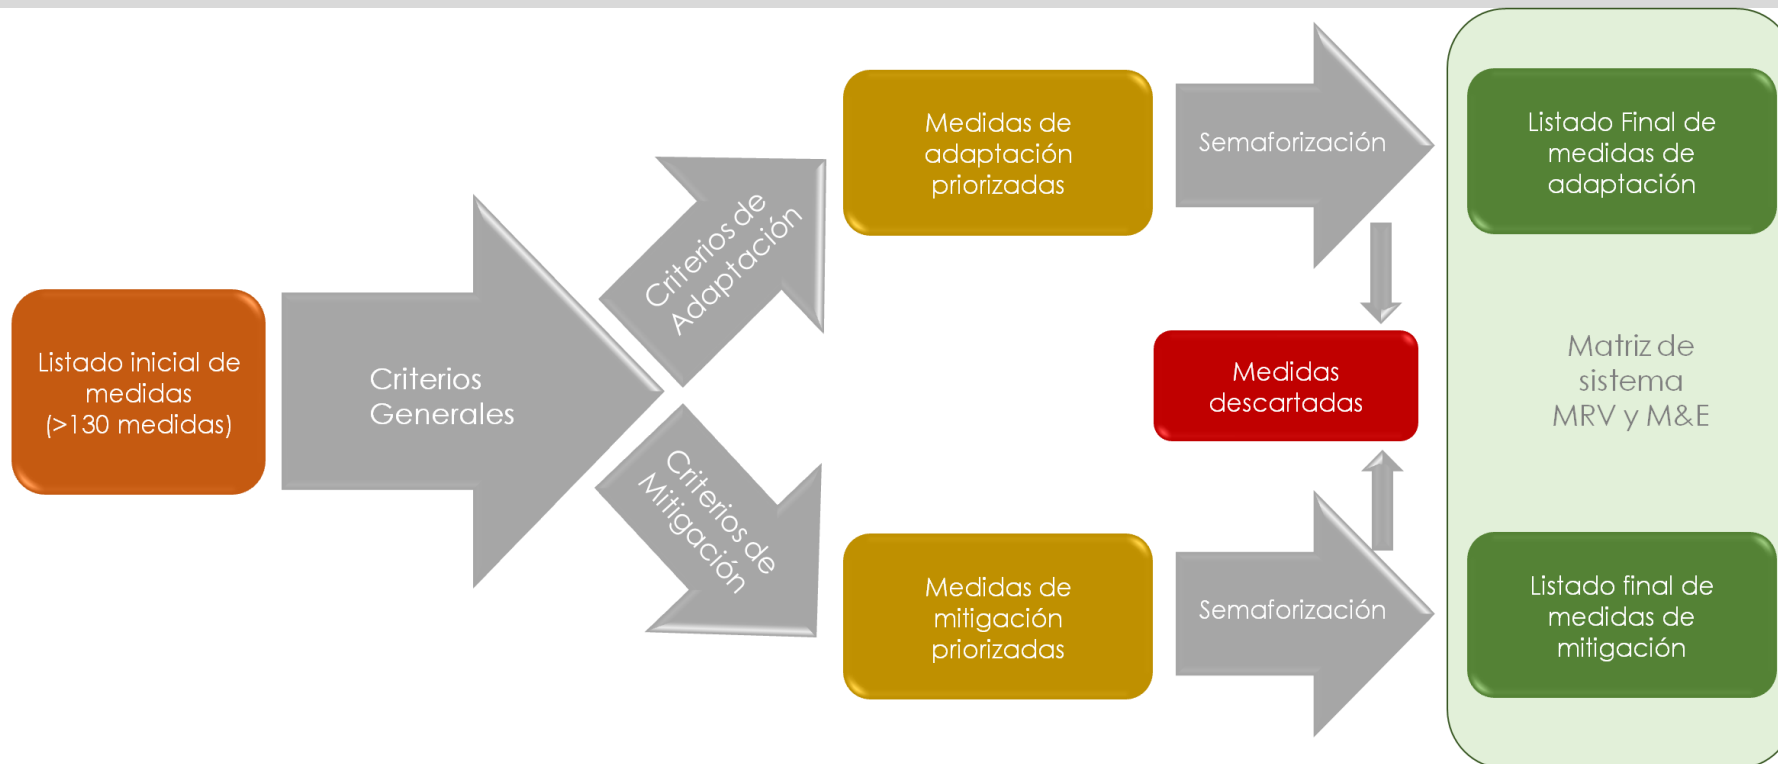 Listado inicial de
medidas
(>130 medidas)
Criterios
Generales
Criterios de
Adaptación
Criterios de
Mitigación
Medidas de
adaptación
priorizadas
Semaforización
Listado Final de
medidas de
adaptación
Medidas
descartadas
Matriz de
sistema
MRV y M&E
Medidas de
mitigación
priorizadas
Semaforización
Listado final de
medidas de
mitigación